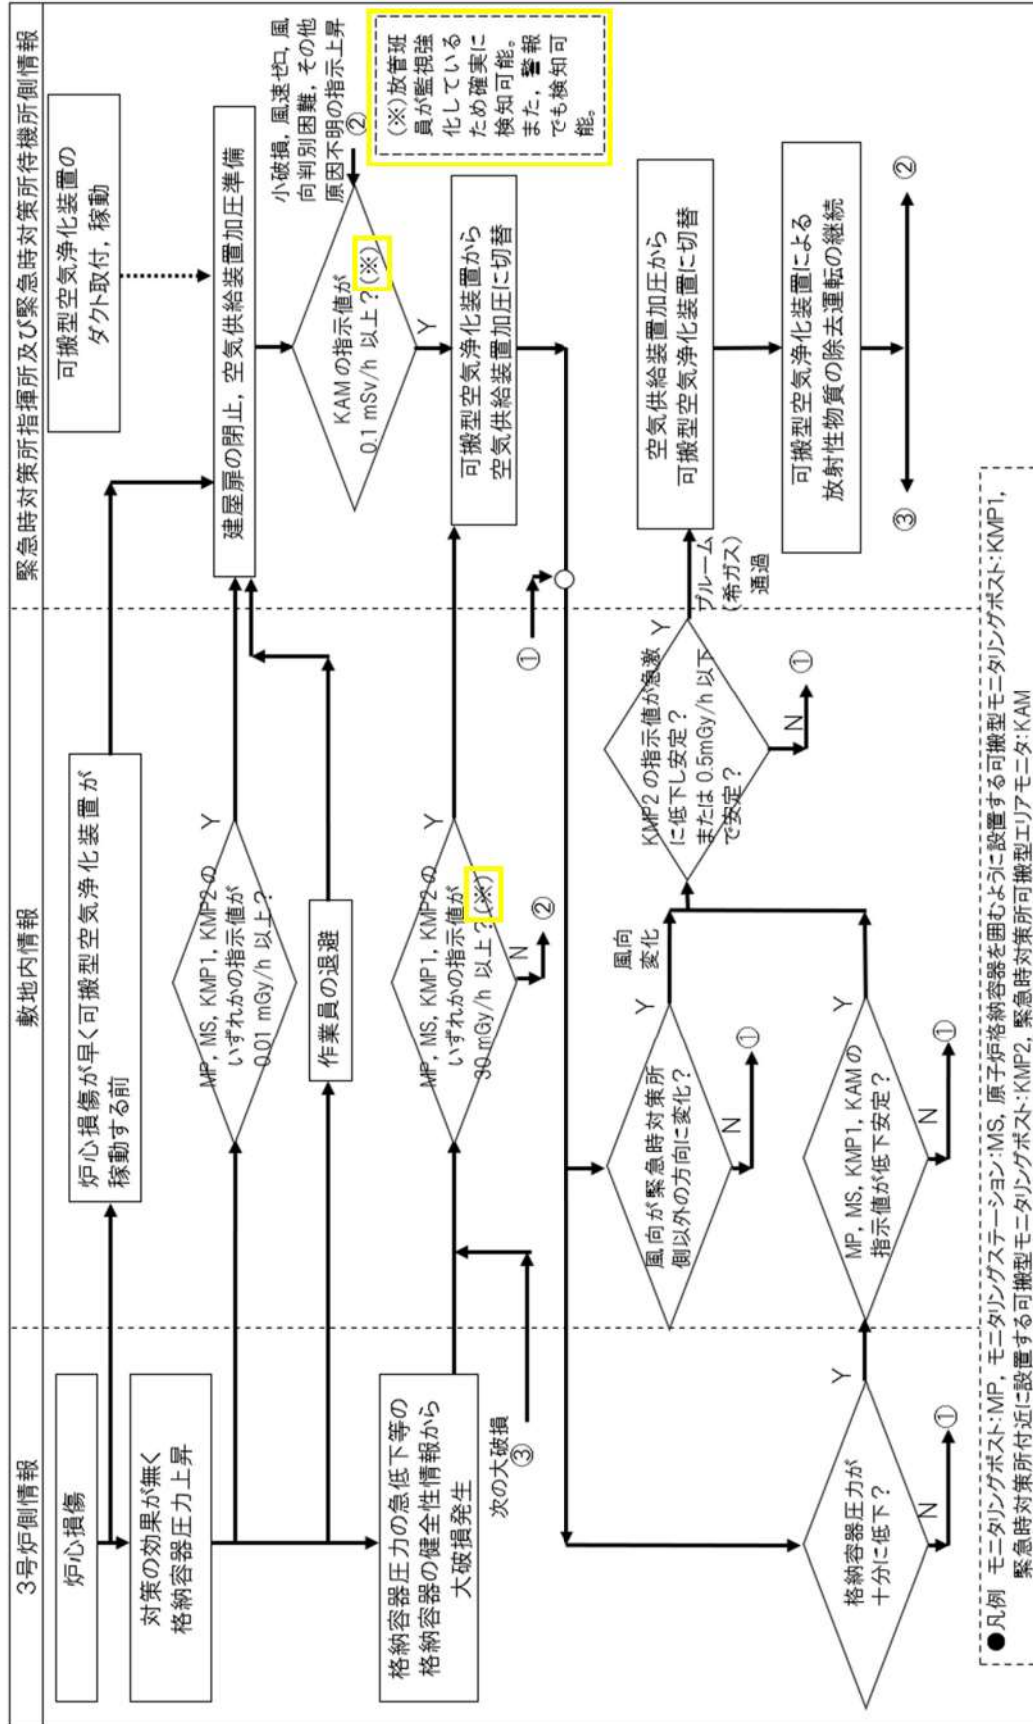 3号炉側情報
敷地内情報
緊急時対策所指揮所及び緊急時対策所待機所側情報
炉心損傷
炉心損傷が早く可搬型空気浄化装置が
稼動する前
可搬型空気浄化装置の
ダクト取付，稼動
対策の効果が無く
格納容器圧力上昇
MP，MS，KMP1，KMP2の
いずれかの指示値が
0.01 mGy/h 以上？
Y
建屋扉の閉止，空気供給装置加圧準備
作業員の退避
小破損，風速ゼロ，風
向判別困難，その他
原因不明の指示上昇
②
KAMの指示値が
0.1 mSv/h 以上？(※)
Y
(※)放管班
員が監視強
化している
ため確実に
検知可能。
また，警報
でも検知可
能。
格納容器圧力の急低下等の
格納容器の健全性情報から
大破損発生
次の大破損
③
MP，MS，KMP1，KMP2の
いずれかの指示値が
30 mGy/h 以上？(※)
Y
N
②
可搬型空気浄化装置から
空気供給装置加圧に切替
①
風向が緊急時対策所
側以外の方向に変化？
Y
風向
変化
N
①
KMP2の指示値が急激
に低下し安定？
または 0.5mGy/h 以下
で安定？
Y
N
①
プルーム
(希ガス)
通過
空気供給装置加圧から
可搬型空気浄化装置に切替
可搬型空気浄化装置による
放射性物質の除去運転の継続
③
②
格納容器圧力が
十分に低下？
Y
N
①
MP，MS，KMP1，KAMの
指示値が低下安定？
Y
N
①
●凡例 モニタリングポスト：MP，モニタリングステーション：MS，原子炉格納容器を囲むように設置する可搬型モニタリングポスト：KMP1，
緊急時対策所付近に設置する可搬型モニタリングポスト：KMP2，緊急時対策所可搬型エリアモニタ：KAM